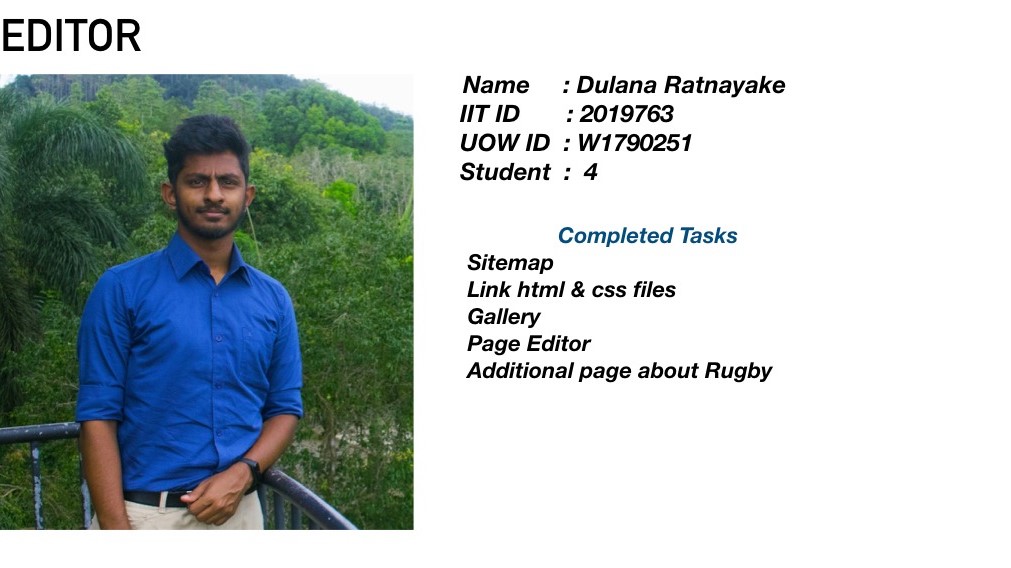 EDITOR
Name : Dulana Ratnayake
IIT ID : 2019763
UOW ID : W1790251
Student : 4
Completed Tasks
Sitemap
Link html & css files
Gallery
Page Editor
Additional page about Rugby